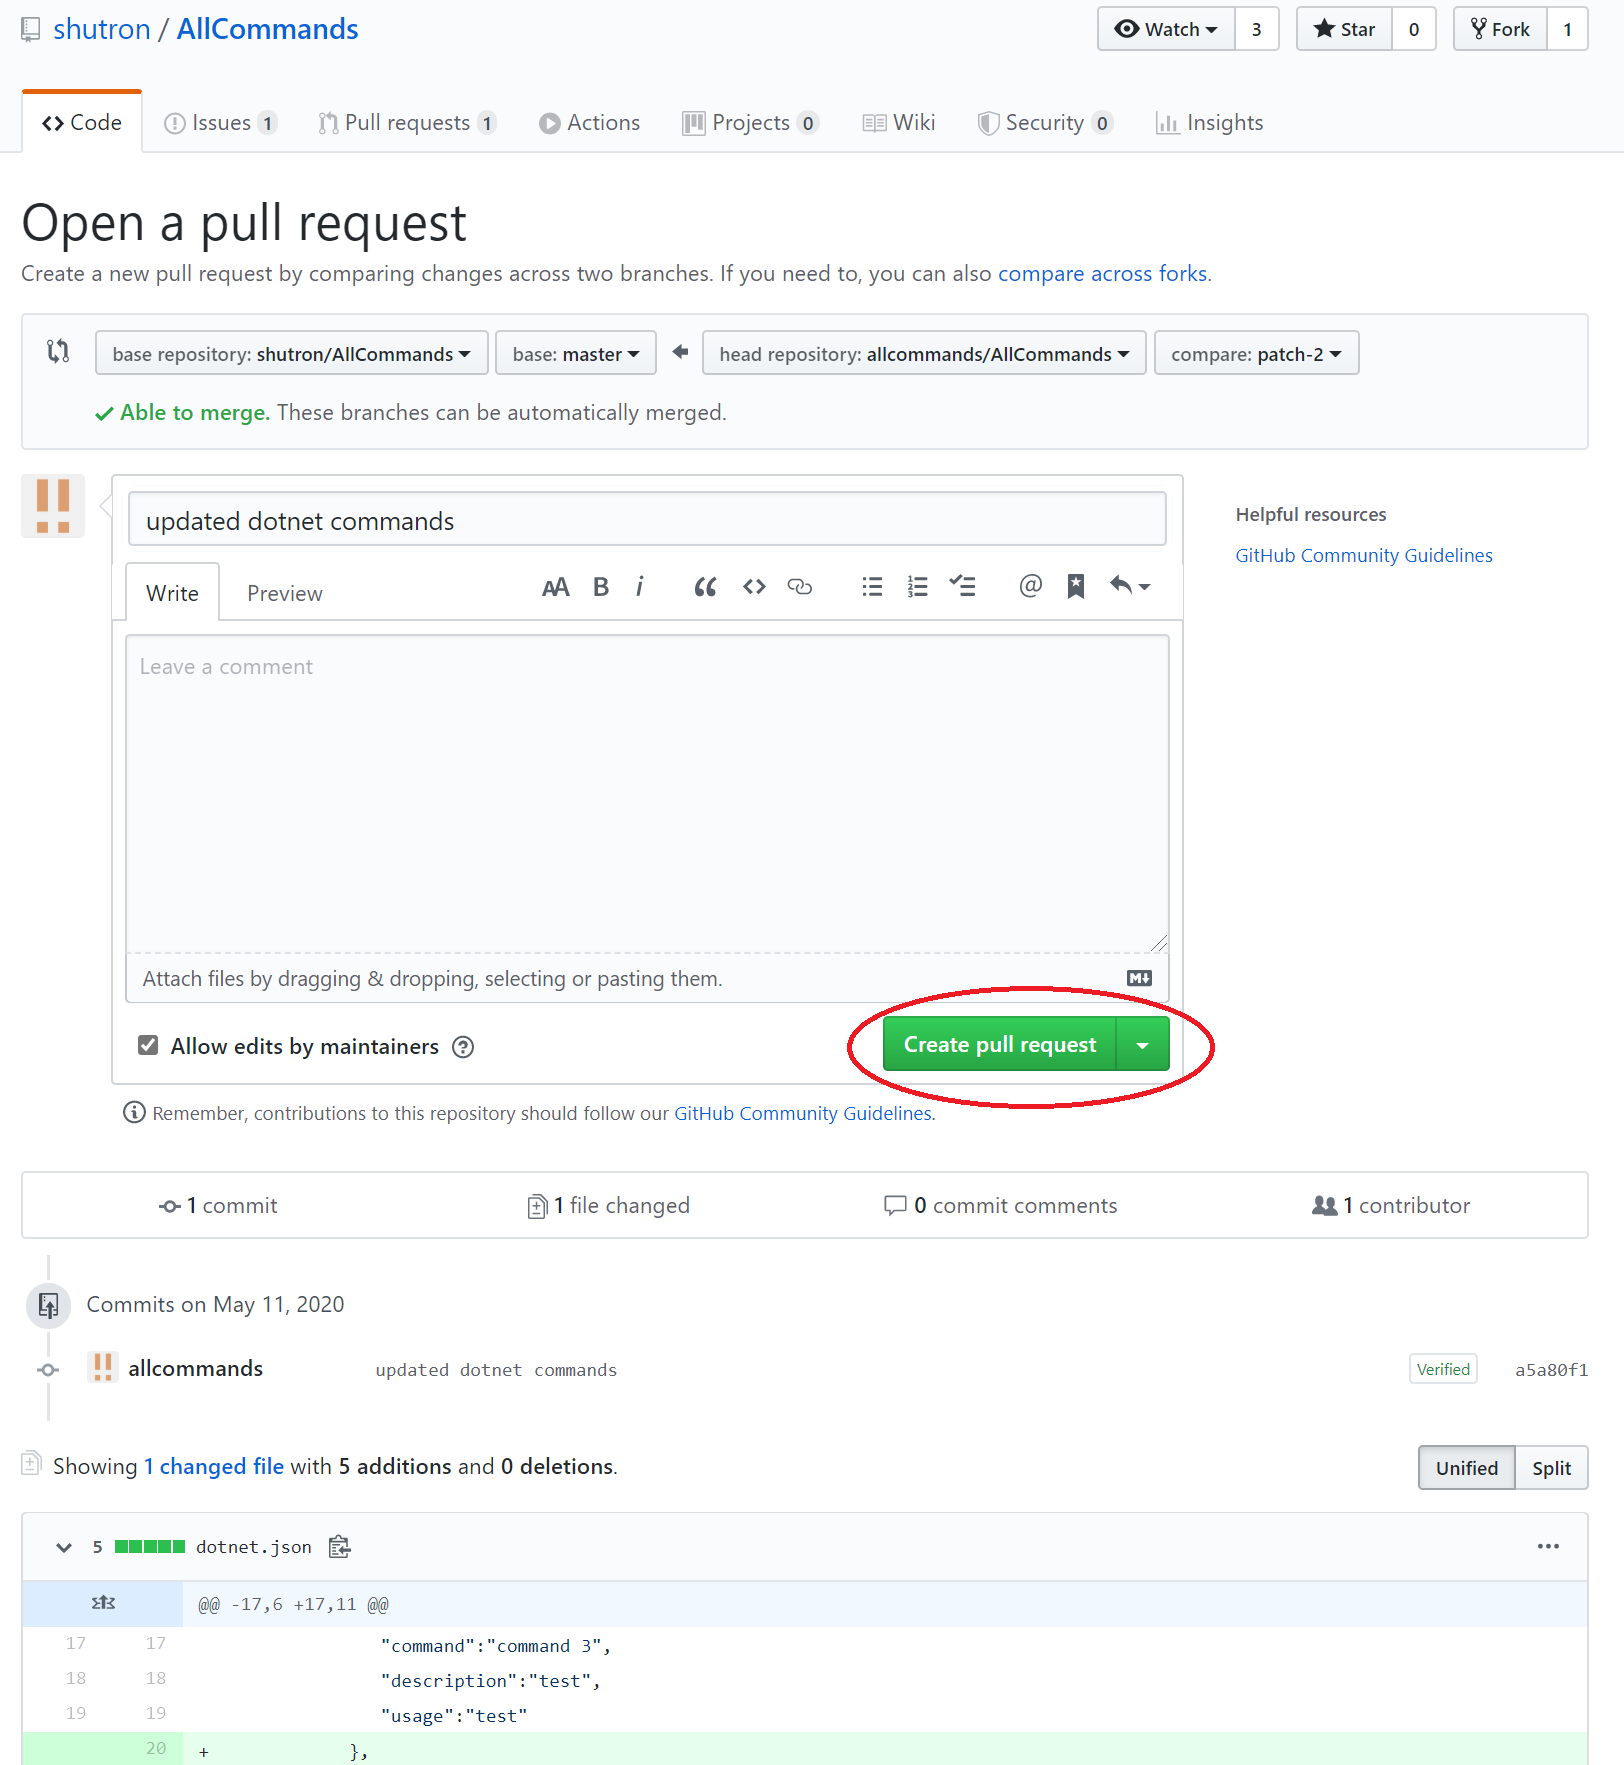 shutron / AllCommands
Watch 3 Star 0 Fork 1
Code Issues 1 Pull requests 1 Actions Projects 0 Wiki Security 0 Insights
Open a pull request
Create a new pull request by comparing changes across two branches. If you need to, you can also compare across forks.
base repository: shutron/AllCommands base: master head repository: allcommands/AllCommands compare: patch-2
Able to merge. These branches can be automatically merged.
updated dotnet commands
Helpful resources
GitHub Community Guidelines
Write Preview
Leave a comment
Attach files by dragging & dropping, selecting or pasting them.
Allow edits by maintainers
Create pull request
Remember, contributions to this repository should follow our GitHub Community Guidelines.
1 commit 1 file changed 0 commit comments 1 contributor
Commits on May 11, 2020
allcommands updated dotnet commands Verified a5a80f1
Showing 1 changed file with 5 additions and 0 deletions.
Unified Split
5 dotnet.json
@@ -17,6 +17,11 @@
17 17 "command":"command 3",
18 18 "description":"test",
19 19 "usage":"test"
20 + },